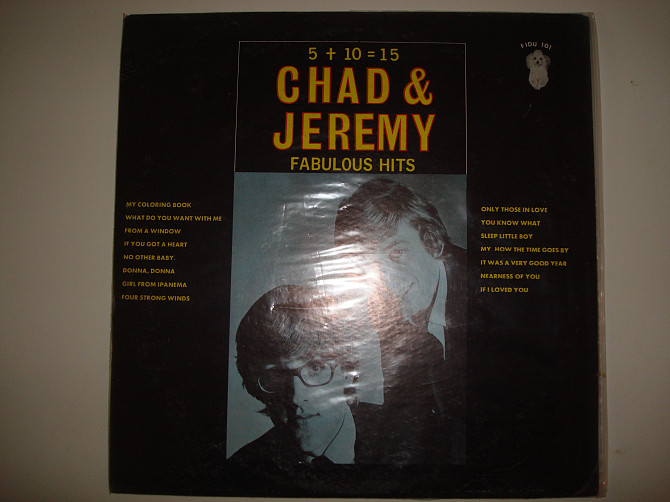 5 + 10 = 15
CHAD &
JEREMY
FABULOUS HITS
FIDU 101
MY COLORING BOOK
WHAT DO YOU WANT WITH ME
FROM A WINDOW
IF YOU GOT A HEART
NO OTHER BABY.
DONNA, DONNA
GIRL FROM IPANEMA
FOUR STRONG WINDS
ONLY THOSE IN LOVE
YOU KNOW WHAT
SLEEP LITTLE BOY
MY HOW THE TIME GOES BY
IT WAS A VERY GOOD YEAR
NEARNESS OF YOU
IF I LOVED YOU